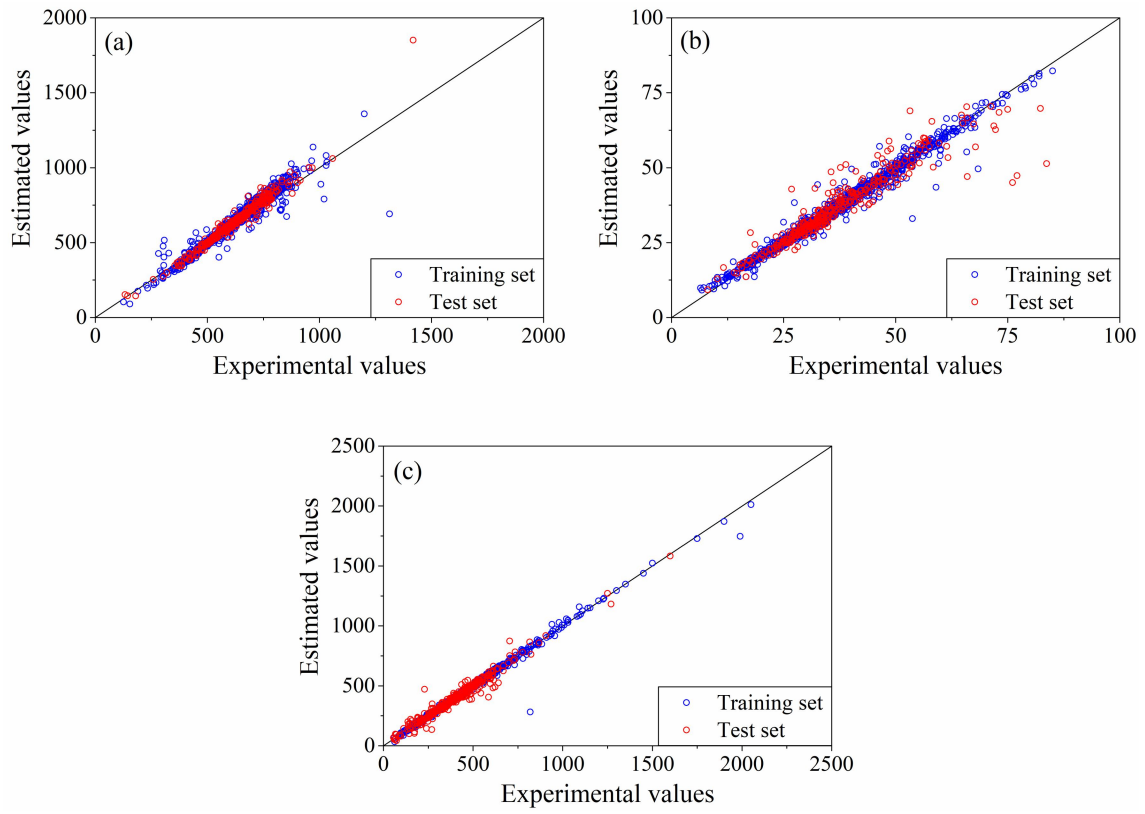 (a)
2000
1500
1000
500
0
0
500
1000
1500
2000
Estimated values
Experimental values
Training set
Test set
(b)
100
75
50
25
0
0
25
50
75
100
Estimated values
Experimental values
Training set
Test set
(c)
2500
2000
1500
1000
500
0
0
500
1000
1500
2000
2500
Estimated values
Experimental values
Training set
Test set